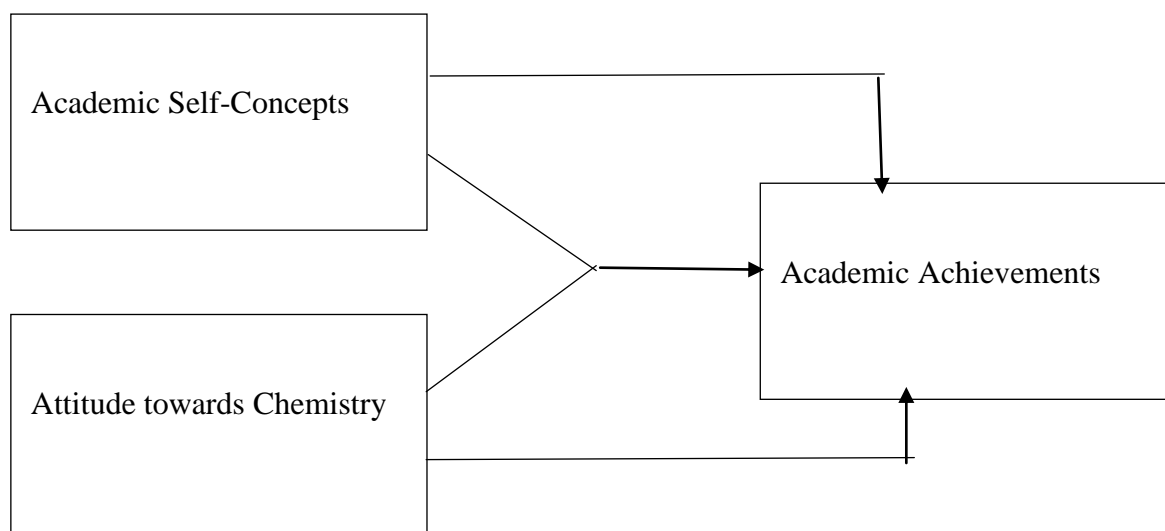 Academic Self-Concepts
Academic Achievements
Attitude towards Chemistry